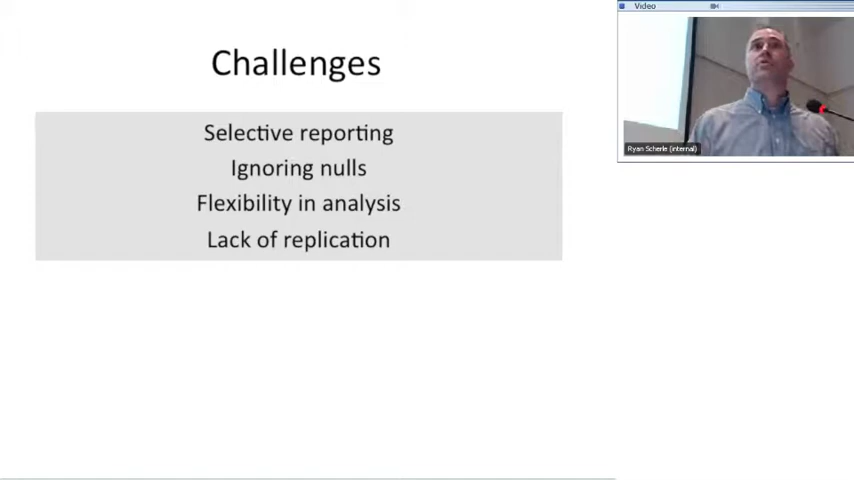 Challenges
Selective reporting
Ignoring nulls
Flexibility in analysis
Lack of replication
Video
Ryan Scherle (internal)